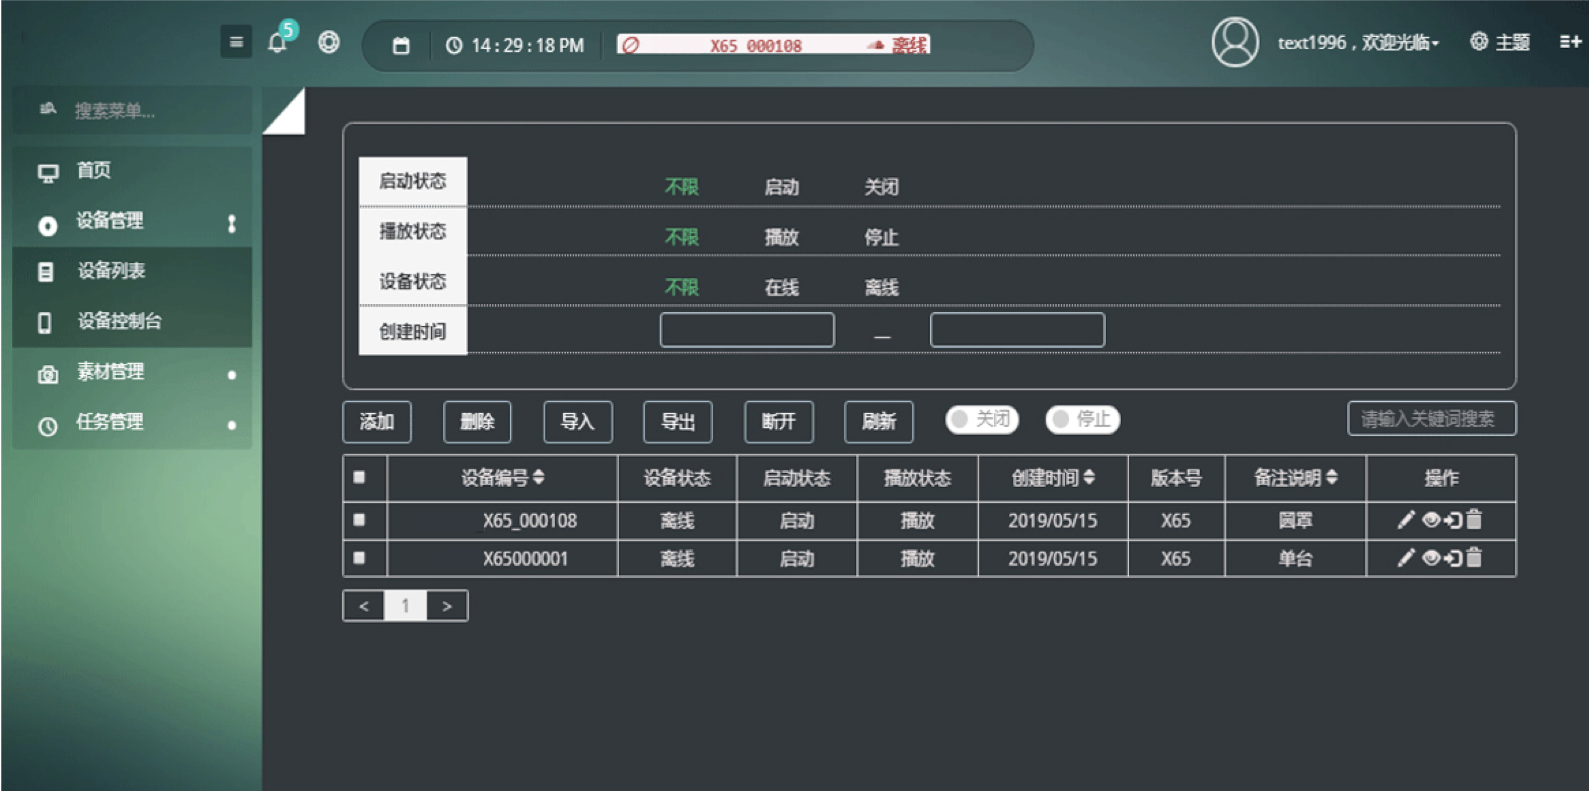 5
14 : 29 : 18 PM
X65_000108 离线
text1996，欢迎光临
主题
搜索菜单...
首页
设备管理
设备列表
设备控制台
素材管理
任务管理
启动状态 不限 启动 关闭
播放状态 不限 播放 停止
设备状态 不限 在线 离线
创建时间 —
添加 删除 导入 导出 断开 刷新 关闭 停止 请输入关键词搜索
设备编号 设备状态 启动状态 播放状态 创建时间 版本号 备注说明 操作
X65_000108 离线 启动 播放 2019/05/15 X65 圆罩
X65000001 离线 启动 播放 2019/05/15 X65 单台
< 1 >